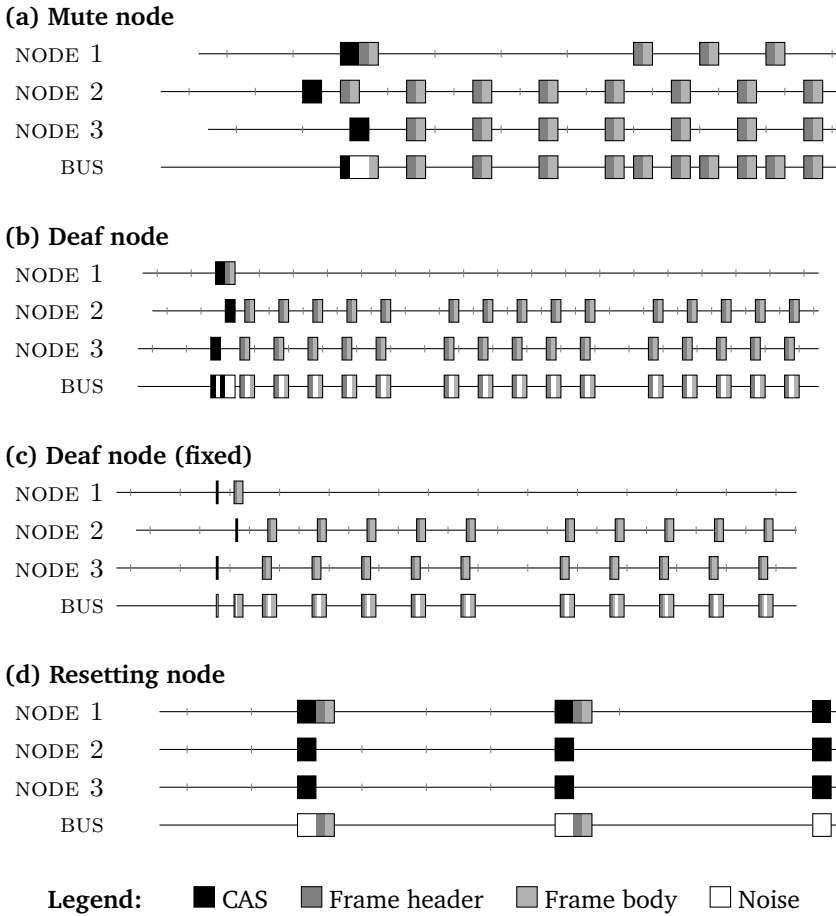 (a) Mute node
NODE 1
NODE 2
NODE 3
BUS
(b) Deaf node
NODE 1
NODE 2
NODE 3
BUS
(c) Deaf node (fixed)
NODE 1
NODE 2
NODE 3
BUS
(d) Resetting node
NODE 1
NODE 2
NODE 3
BUS
Legend: CAS Frame header Frame body Noise